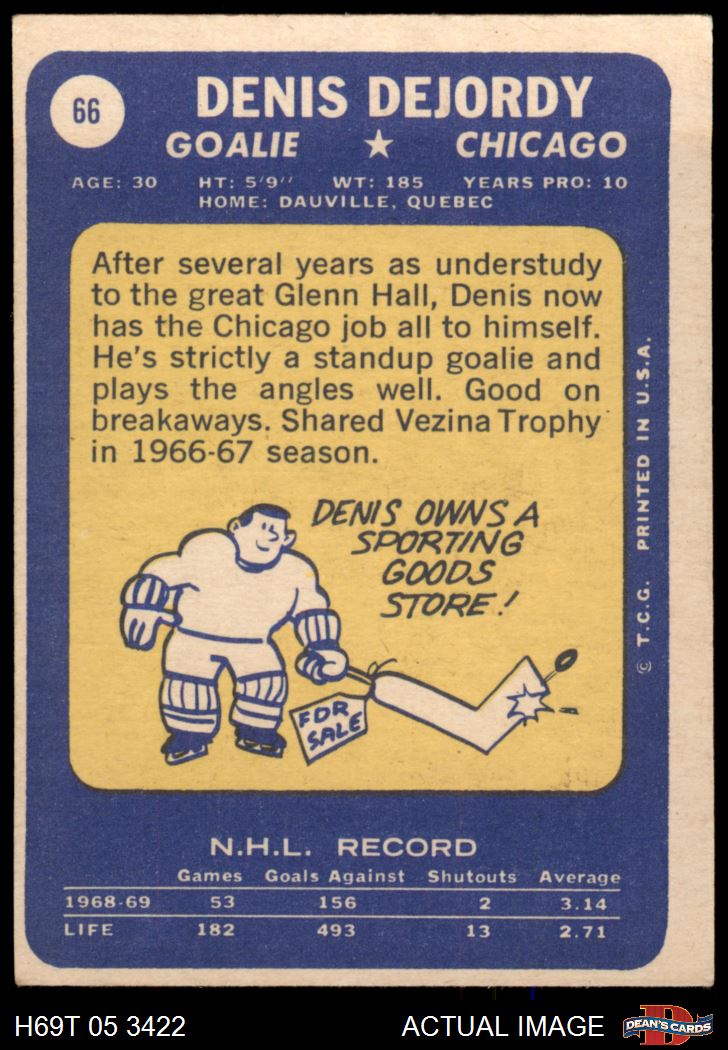 66
DENIS DEJORDY
GOALIE ★ CHICAGO
AGE: 30 HT: 5'9'' WT: 185 YEARS PRO: 10
HOME: DAUVILLE, QUEBEC
After several years as understudy
to the great Glenn Hall, Denis now
has the Chicago job all to himself.
He's strictly a standup goalie and
plays the angles well. Good on
breakaways. Shared Vezina Trophy
in 1966-67 season.
DENIS OWNS A
SPORTING
GOODS
STORE!
FOR
SALE
© T.C.G. PRINTED IN U.S.A.
N.H.L. RECORD
Games Goals Against Shutouts Average
1968-69 53 156 2 3.14
LIFE 182 493 13 2.71
H69T 05 3422 ACTUAL IMAGE
D
DEAN'S CARDS